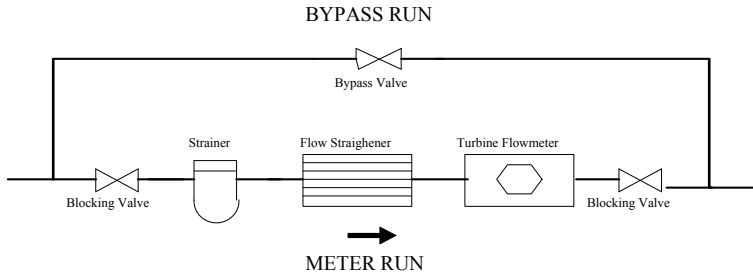 BYPASS RUN
Bypass Valve
Strainer
Flow Straighener
Turbine Flowmeter
Blocking Valve
Blocking Valve
METER RUN